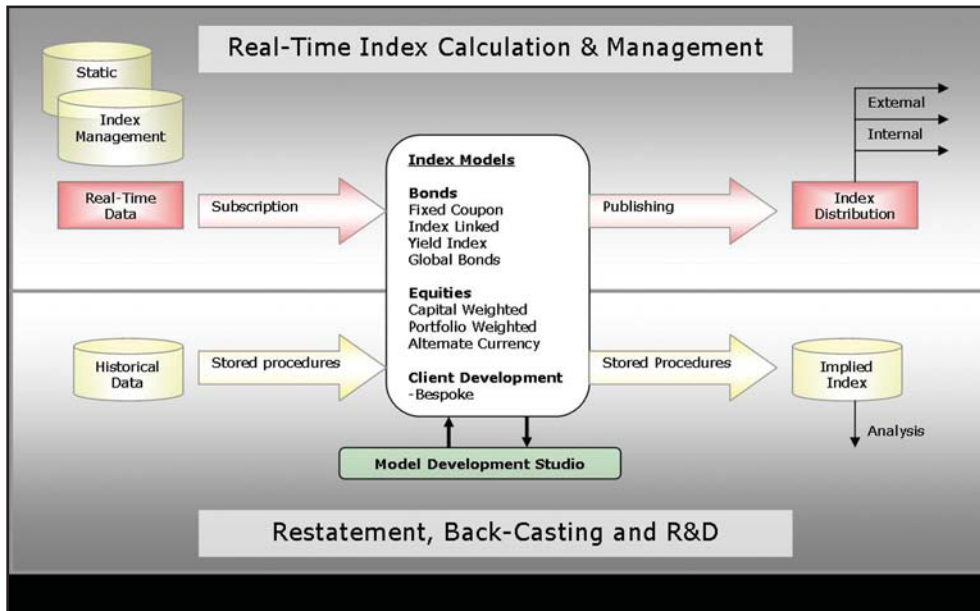 Real-Time Index Calculation & Management
Static
Index
Management
Real-Time
Data
Subscription
Index Models
Bonds
Fixed Coupon
Index Linked
Yield Index
Global Bonds
Equities
Capital Weighted
Portfolio Weighted
Alternate Currency
Client Development
-Bespoke
Publishing
External
Internal
Index
Distribution
Historical
Data
Stored procedures
Stored Procedures
Implied
Index
Analysis
Model Development Studio
Restatement, Back-Casting and R&D